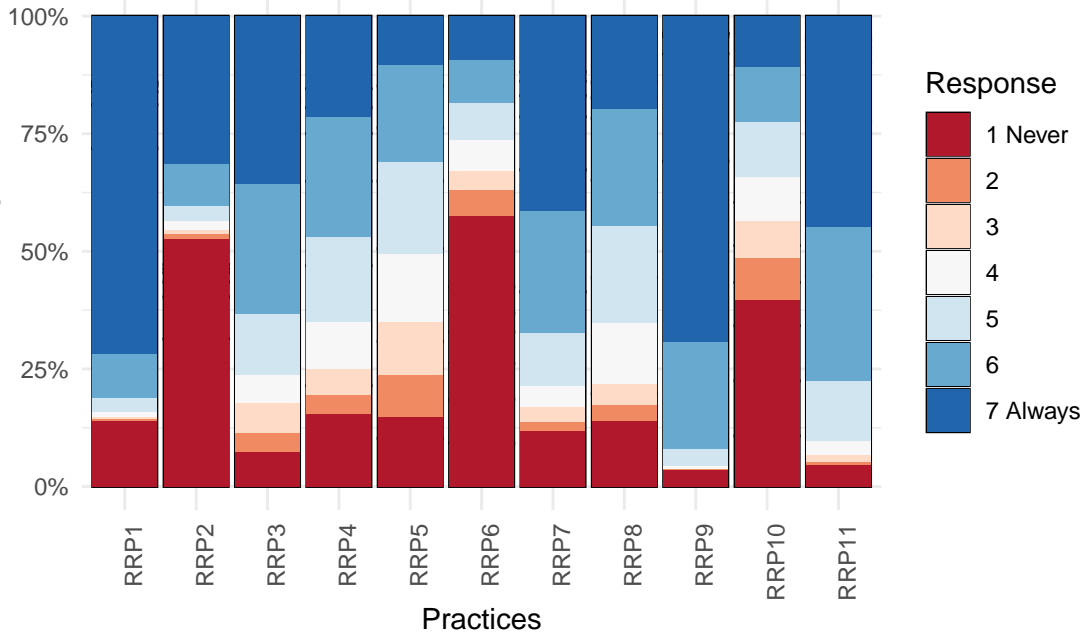 100%
75%
50%
25%
0%
RRP1
RRP2
RRP3
RRP4
RRP5
RRP6
RRP7
RRP8
RRP9
RRP10
RRP11
Practices
Response
1 Never
2
3
4
5
6
7 Always